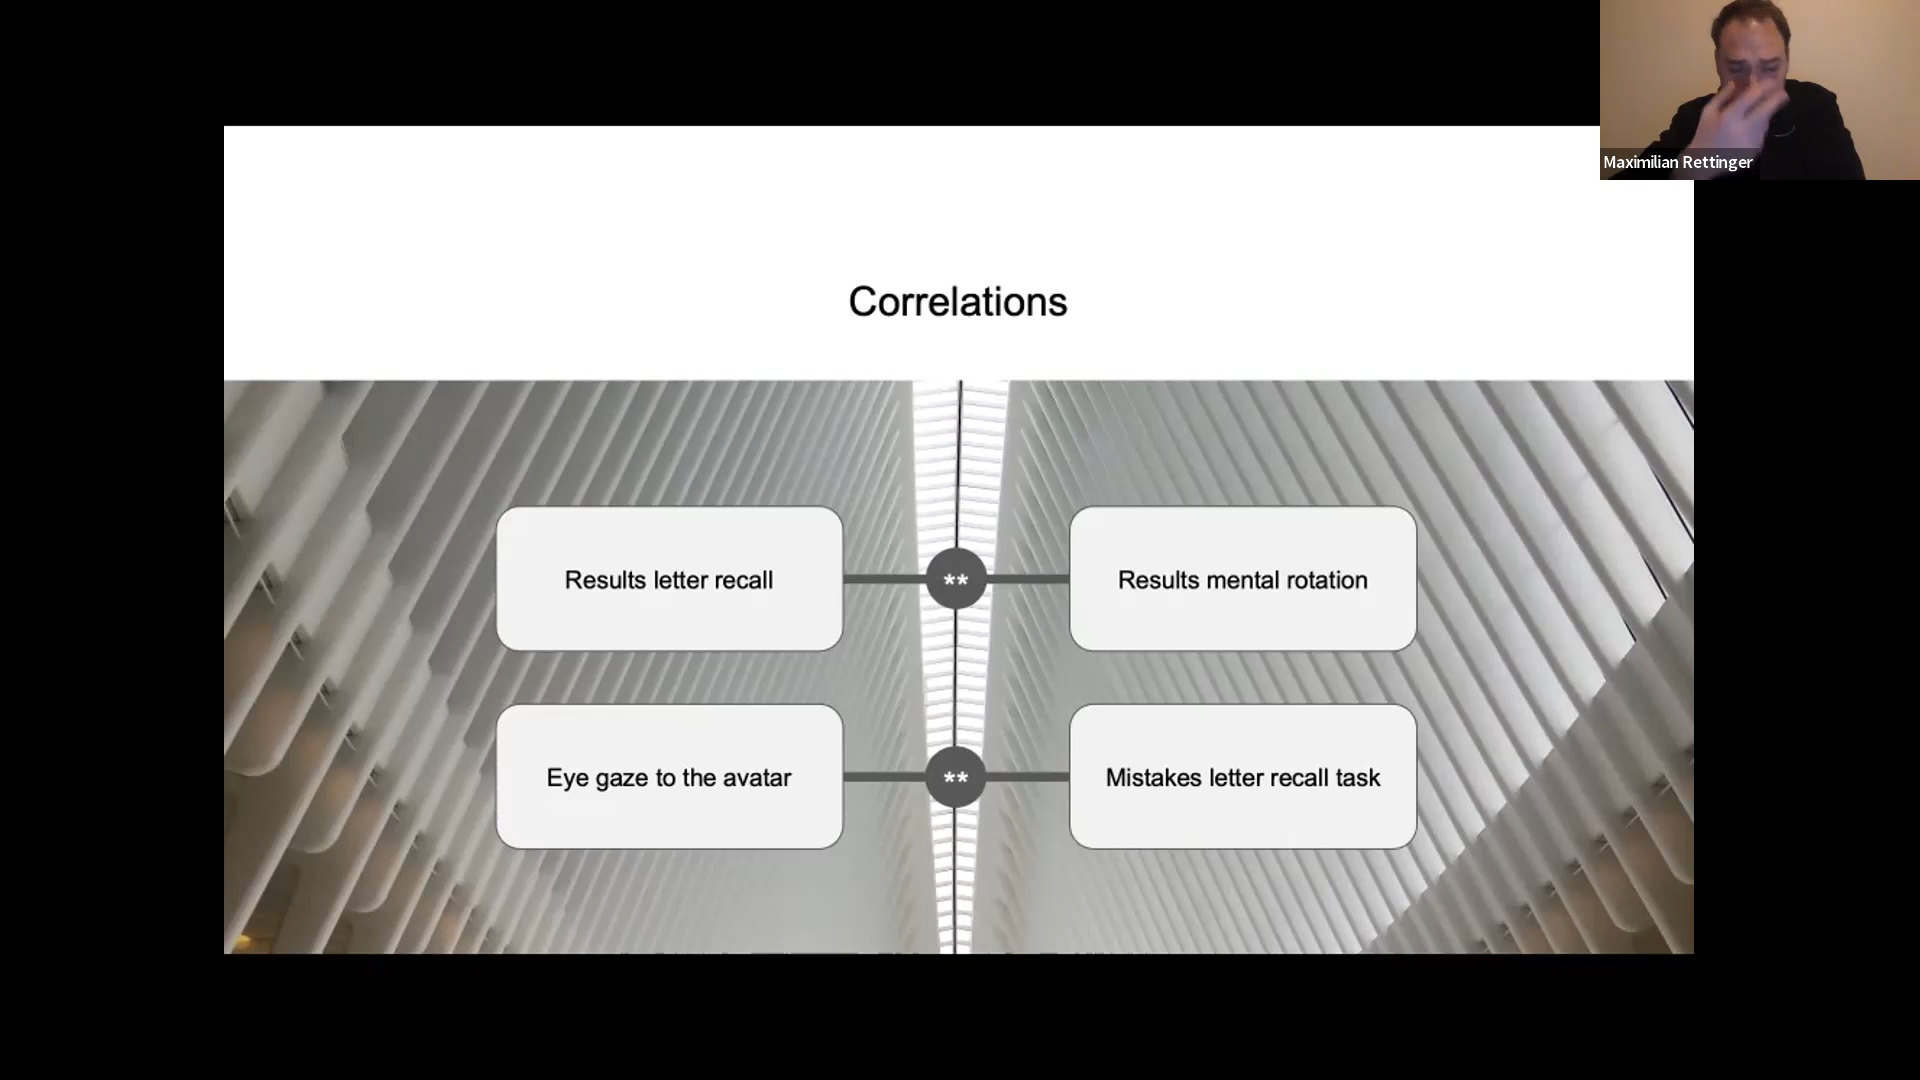 Maximilian Rettinger
Correlations
Results letter recall
**
Results mental rotation
Eye gaze to the avatar
**
Mistakes letter recall task